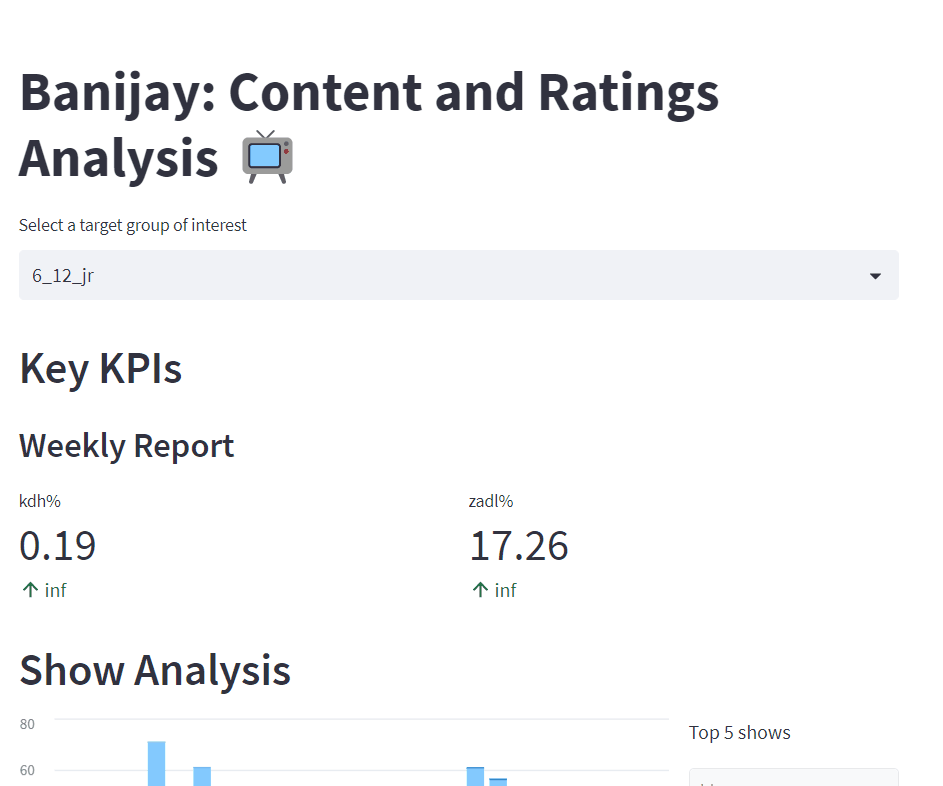 Banijay: Content and Ratings
Analysis
Select a target group of interest
6_12_jr
Key KPIs
Weekly Report
kdh% zadl%
0.19 17.26
↑ inf ↑ inf
Show Analysis
80
Top 5 shows
60